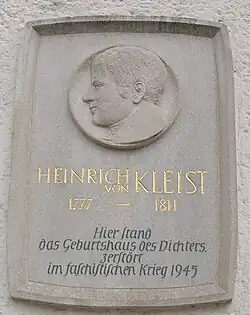 HEINRICH
VON KLEIST
1777 — 1811
Hier stand
das Geburtshaus des Dichters,
zerstört
im faschistischen Krieg 1945